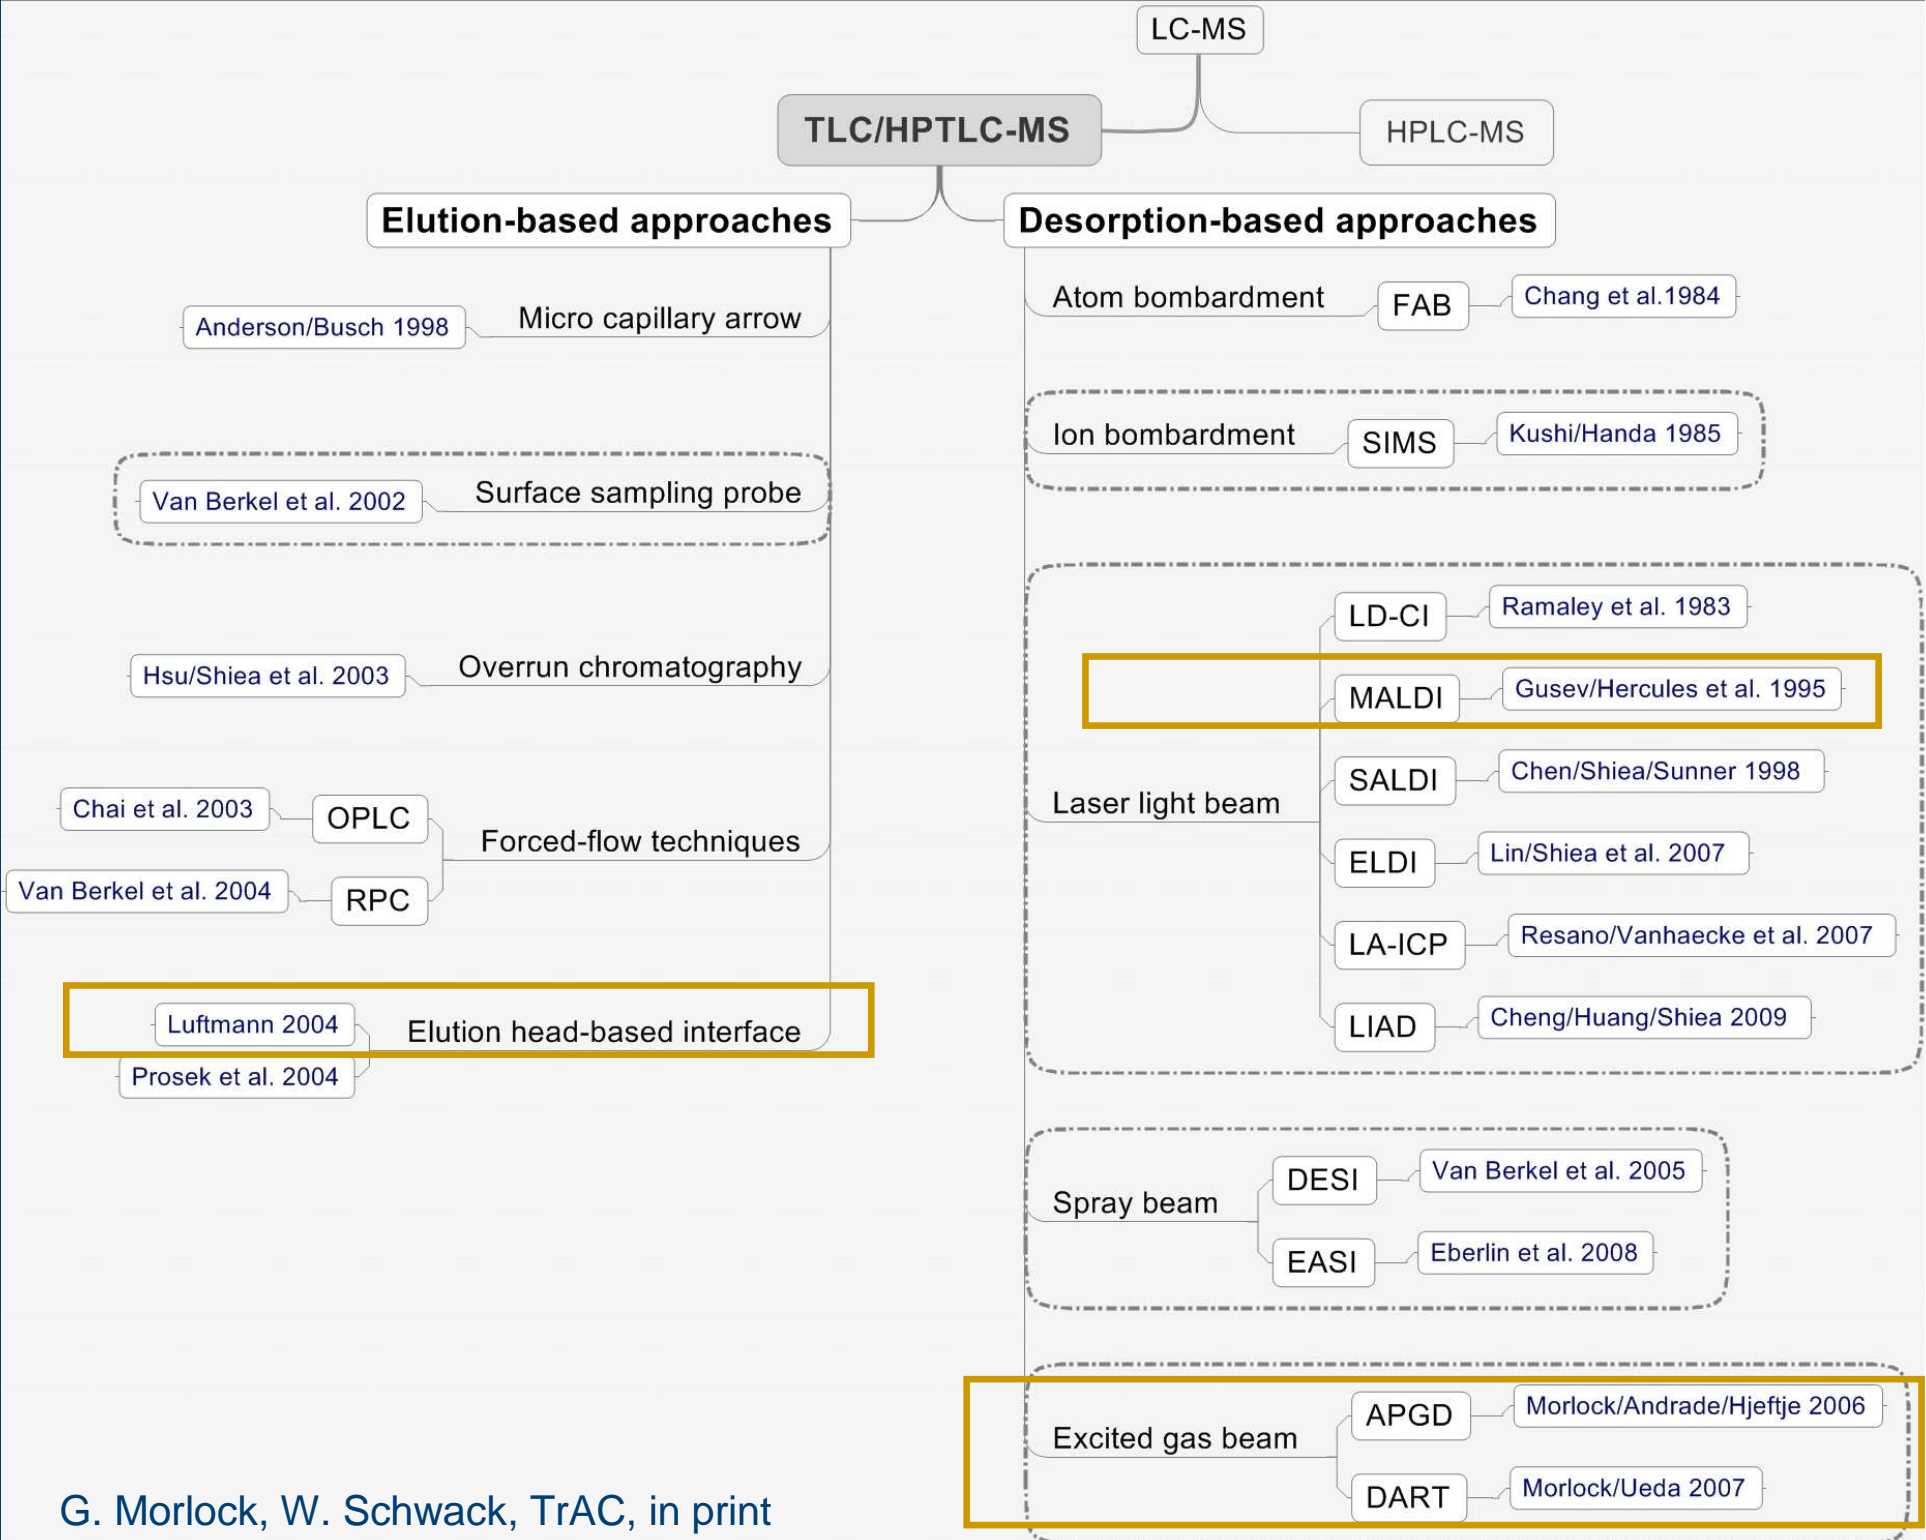 LC-MS
TLC/HPTLC-MS
HPLC-MS
Elution-based approaches
Desorption-based approaches
Anderson/Busch 1998
Micro capillary arrow
Van Berkel et al. 2002
Surface sampling probe
Hsu/Shiea et al. 2003
Overrun chromatography
Chai et al. 2003
OPLC
Forced-flow techniques
Van Berkel et al. 2004
RPC
Luftmann 2004
Elution head-based interface
Prosek et al. 2004
Atom bombardment
FAB
Chang et al.1984
Ion bombardment
SIMS
Kushi/Handa 1985
Laser light beam
LD-CI
Ramaley et al. 1983
MALDI
Gusev/Hercules et al. 1995
SALDI
Chen/Shiea/Sunner 1998
ELDI
Lin/Shiea et al. 2007
LA-ICP
Resano/Vanhaecke et al. 2007
LIAD
Cheng/Huang/Shiea 2009
Spray beam
DESI
Van Berkel et al. 2005
EASI
Eberlin et al. 2008
Excited gas beam
APGD
Morlock/Andrade/Hjeftje 2006
DART
Morlock/Ueda 2007
G. Morlock, W. Schwack, TrAC, in print